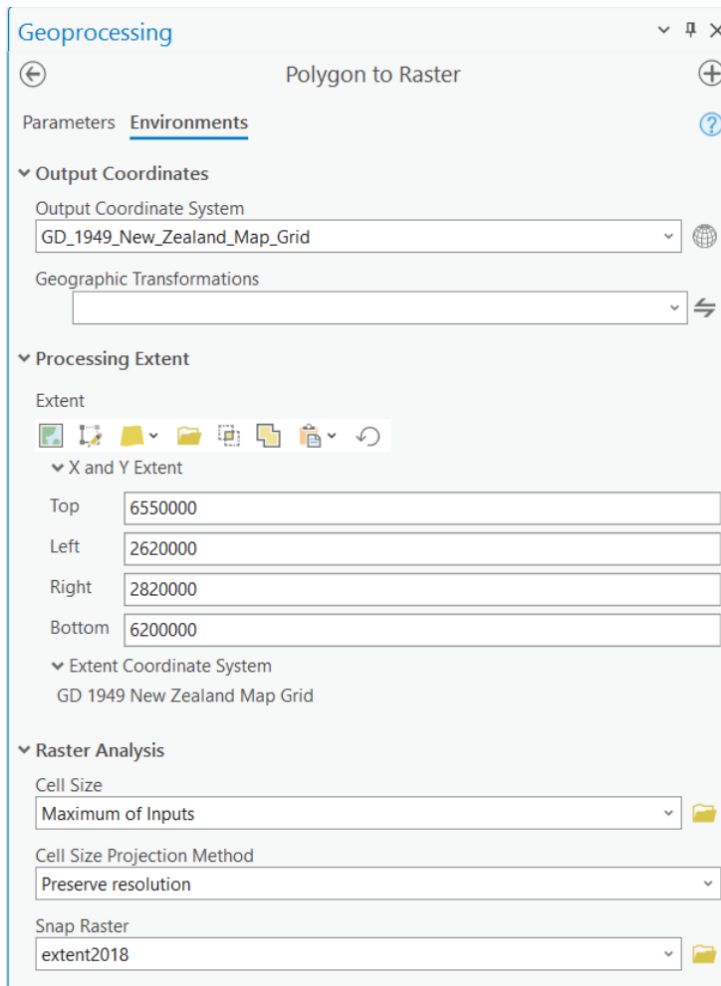 Geoprocessing
Polygon to Raster
Parameters Environments
Output Coordinates
Output Coordinate System
GD_1949_New_Zealand_Map_Grid
Geographic Transformations
Processing Extent
Extent
X and Y Extent
Top 6550000
Left 2620000
Right 2820000
Bottom 6200000
Extent Coordinate System
GD 1949 New Zealand Map Grid
Raster Analysis
Cell Size
Maximum of Inputs
Cell Size Projection Method
Preserve resolution
Snap Raster
extent2018